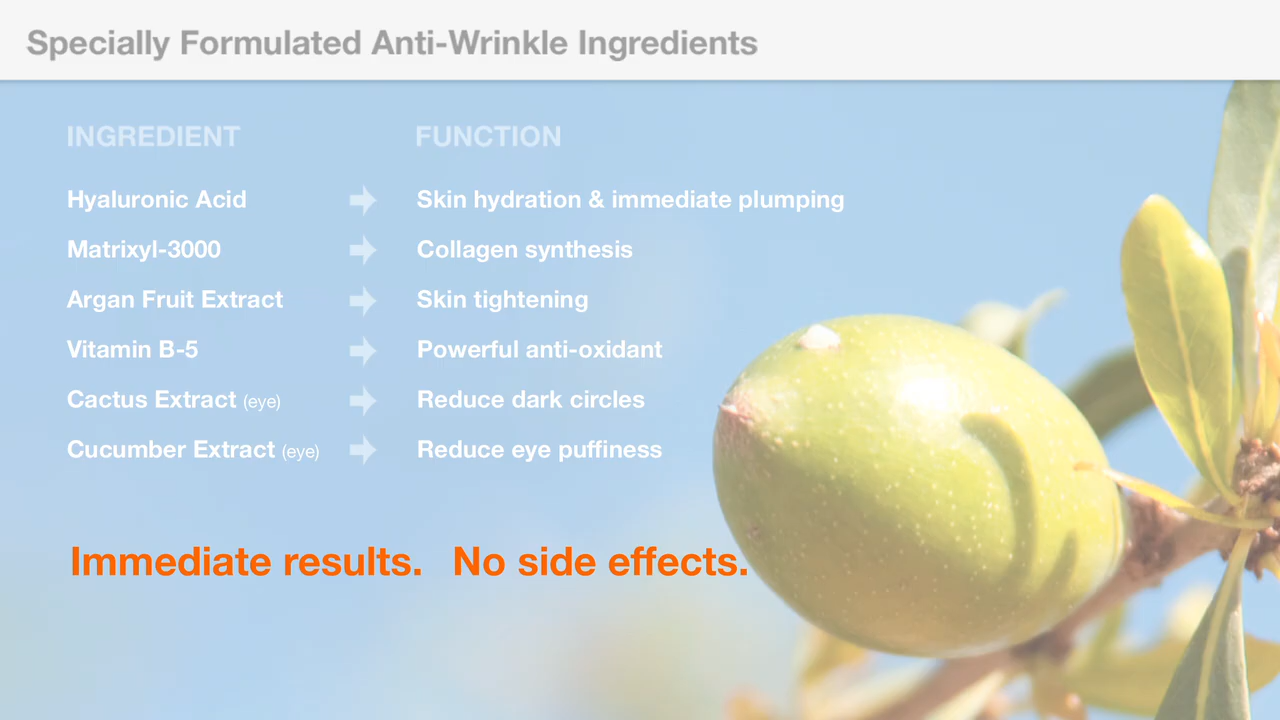 Specially Formulated Anti-Wrinkle Ingredients
INGREDIENT FUNCTION
Hyaluronic Acid Skin hydration & immediate plumping
Matrixyl-3000 Collagen synthesis
Argan Fruit Extract Skin tightening
Vitamin B-5 Powerful anti-oxidant
Cactus Extract (eye) Reduce dark circles
Cucumber Extract (eye) Reduce eye puffiness
Immediate results. No side effects.